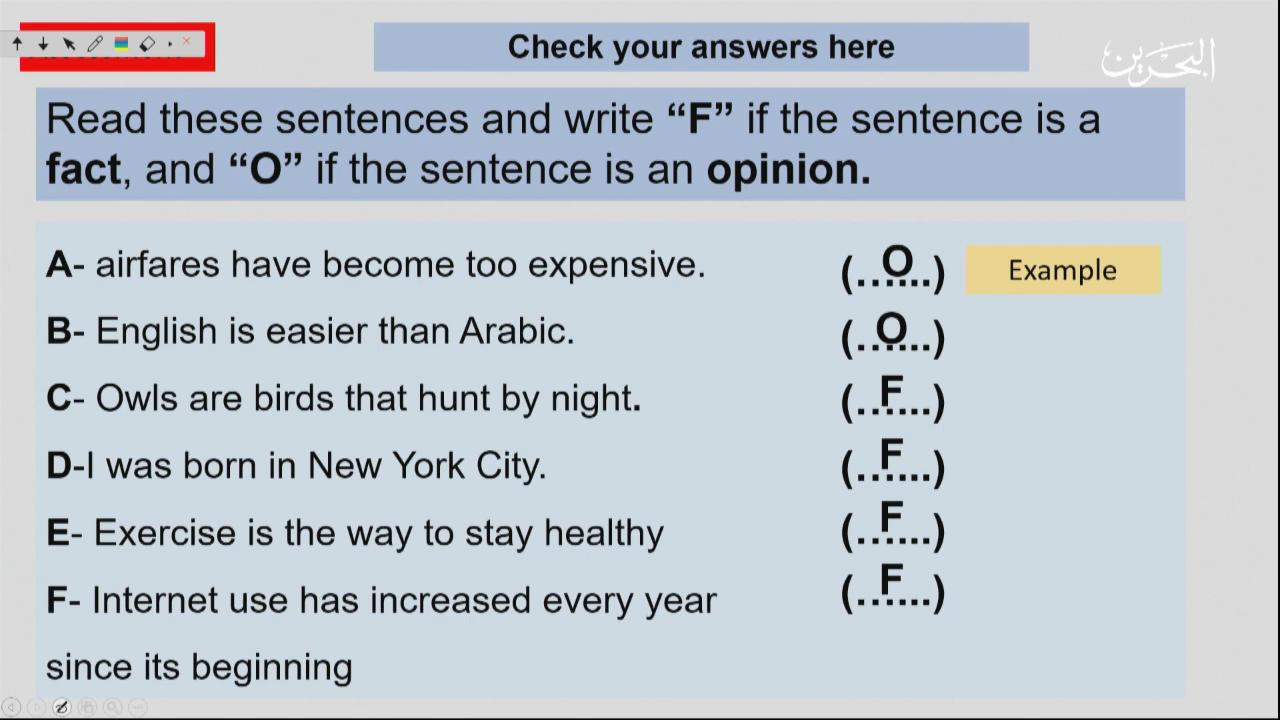 Check your answers here
البحرين
Read these sentences and write “F” if the sentence is a
fact, and “O” if the sentence is an opinion.
A- airfares have become too expensive. (..O....) Example
B- English is easier than Arabic. (..O....)
C- Owls are birds that hunt by night. (..F....)
D-I was born in New York City. (..F....)
E- Exercise is the way to stay healthy (..F....)
F- Internet use has increased every year (..F....)
since its beginning